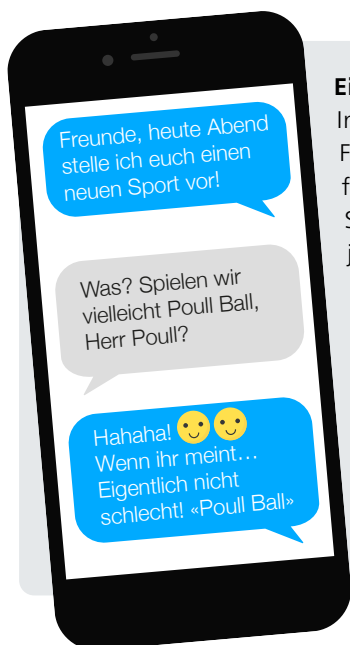 Freunde, heute Abend
stelle ich euch einen
neuen Sport vor!
Was? Spielen wir
vielleicht Poull Ball,
Herr Poull?
Hahaha! 🙂🙂
Wenn ihr meint…
Eigentlich nicht
schlecht! «Poull Ball»